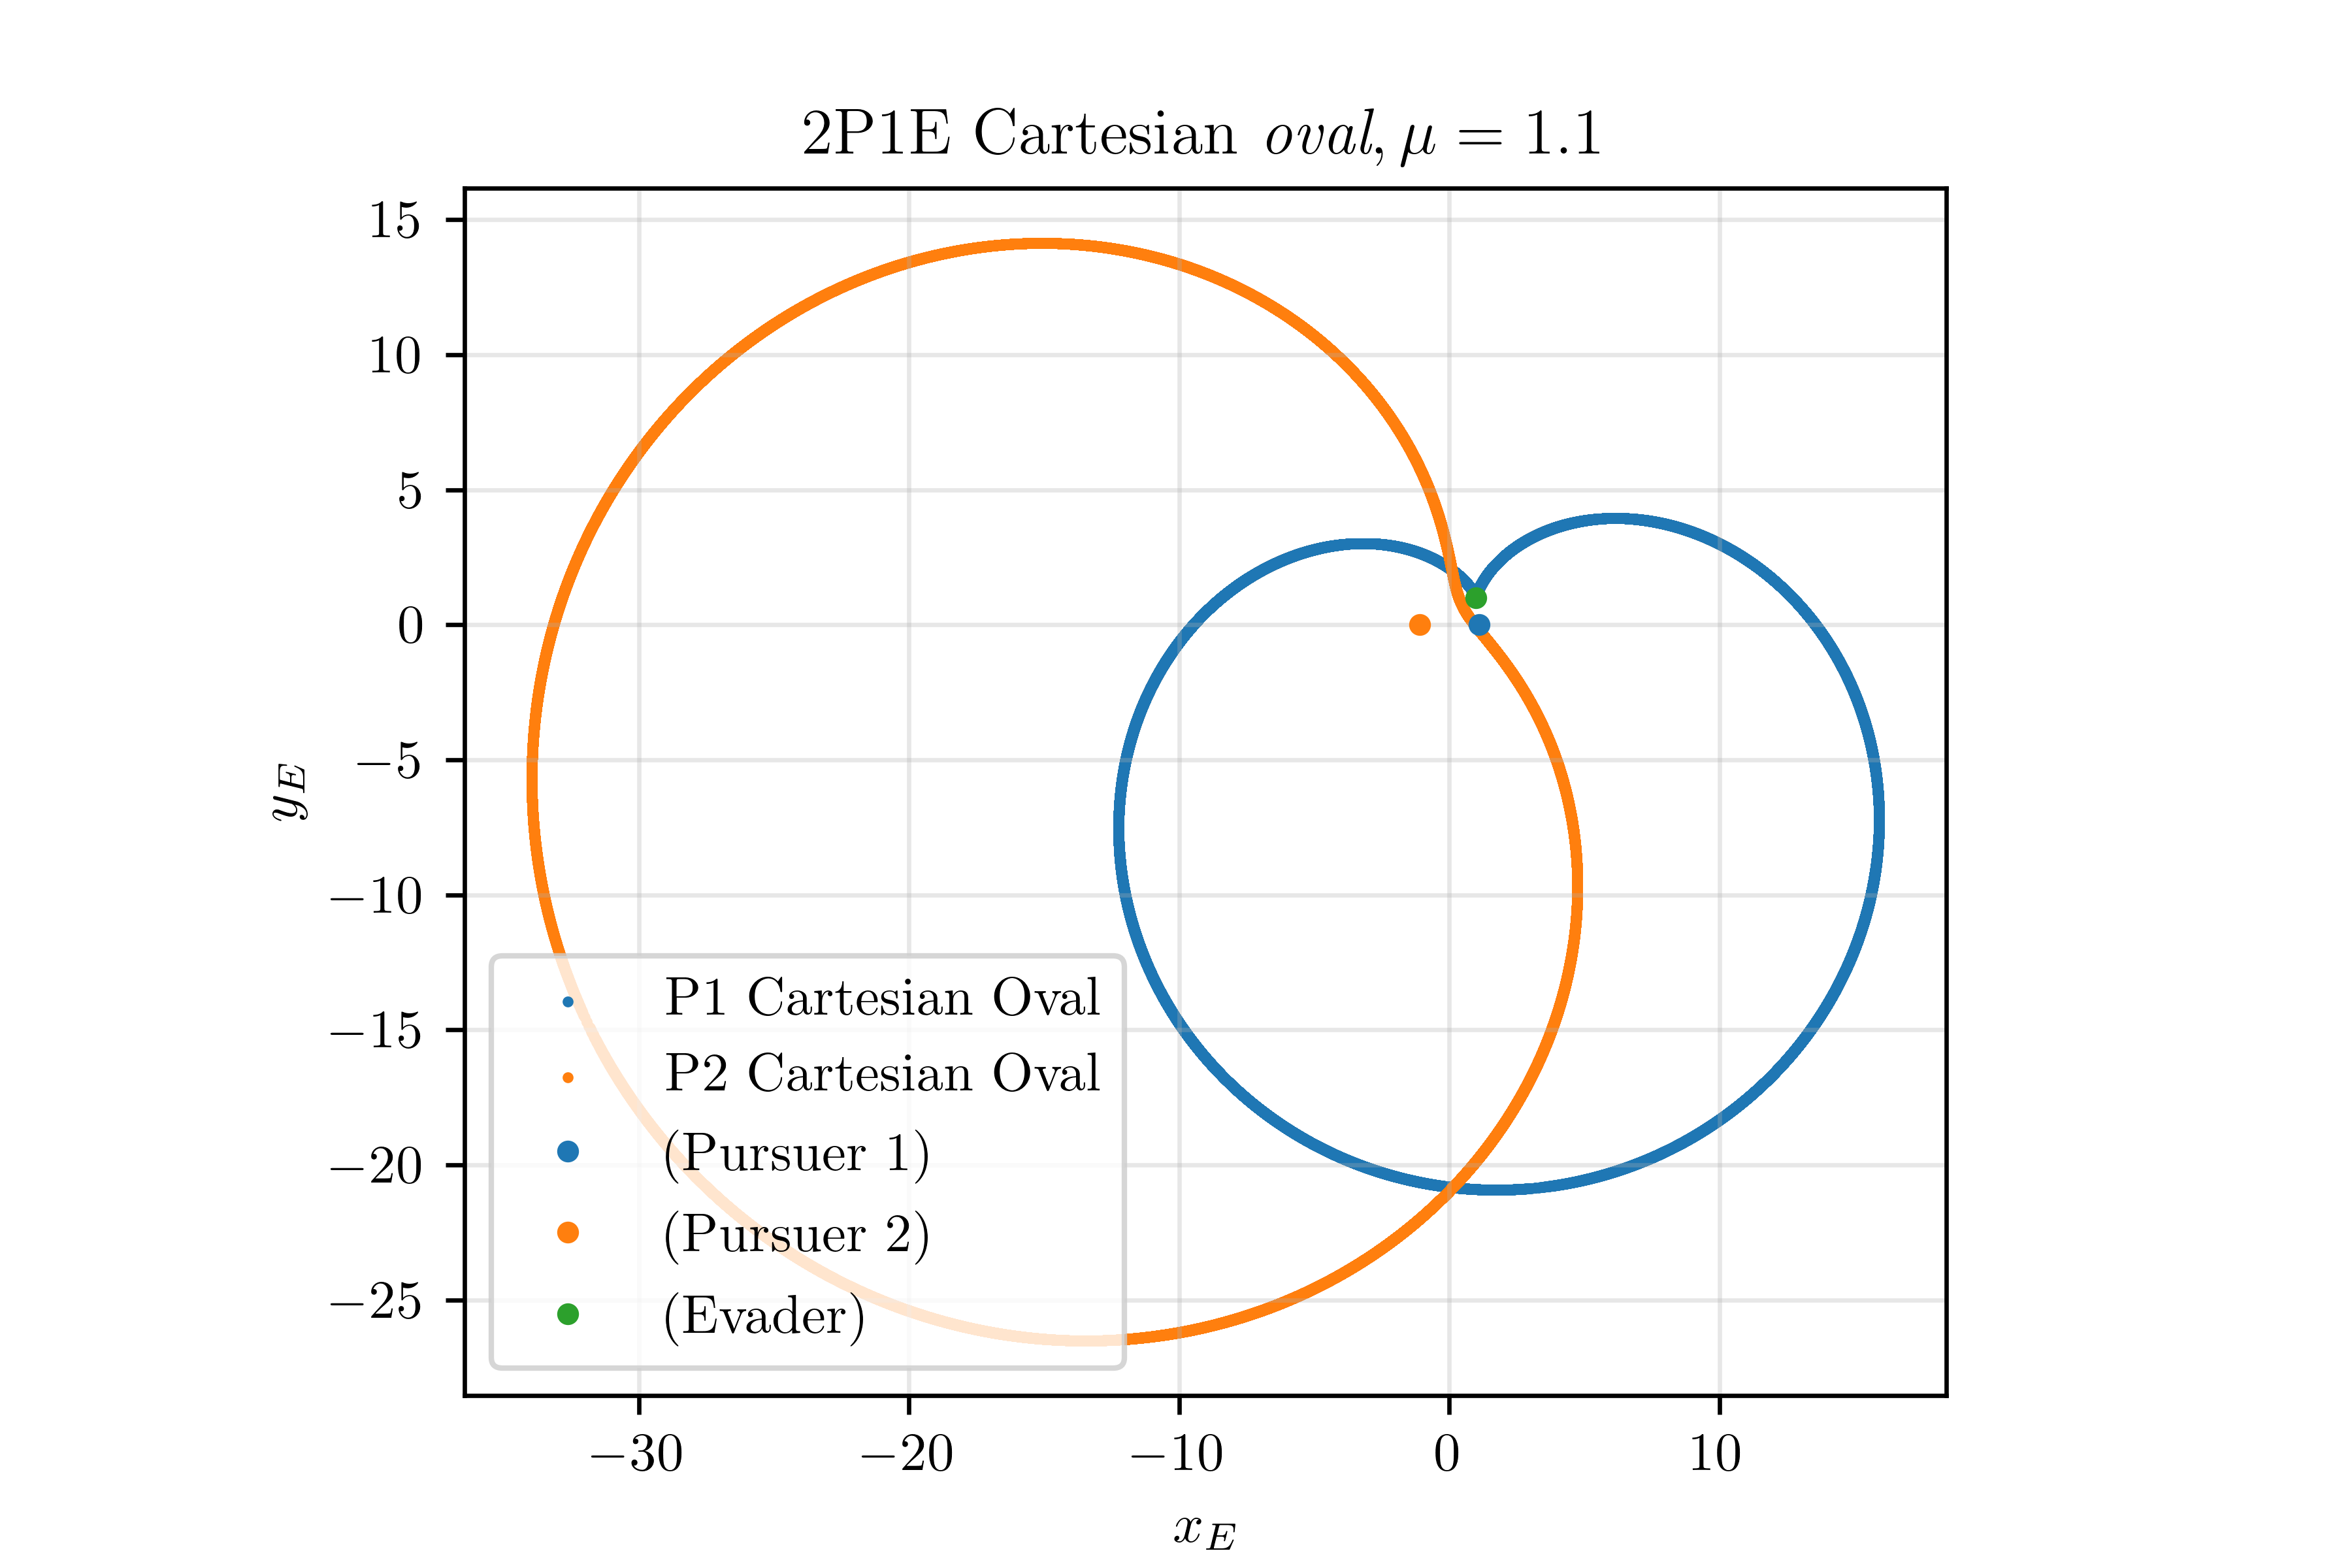 2P1E Cartesian oval, μ = 1.1
15
10
5
0
−5
−10
−15
−20
−25
y_E
P1 Cartesian Oval
P2 Cartesian Oval
(Pursuer 1)
(Pursuer 2)
(Evader)
−30 −20 −10 0 10
x_E